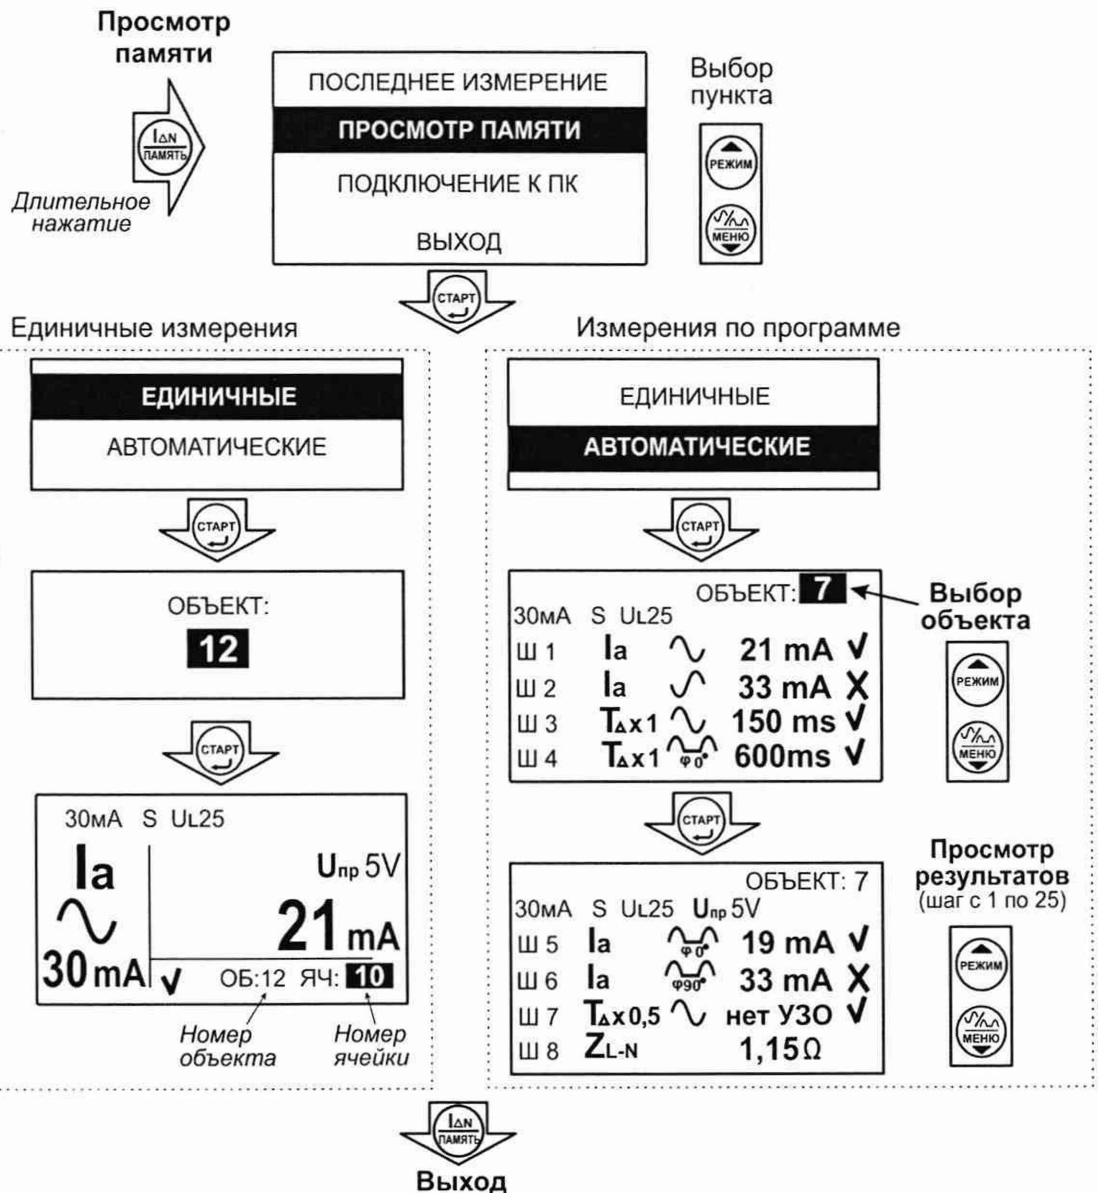 Просмотр
памяти
IΔN
ПАМЯТЬ
Длительное
нажатие
ПОСЛЕДНЕЕ ИЗМЕРЕНИЕ
ПРОСМОТР ПАМЯТИ
ПОДКЛЮЧЕНИЕ К ПК
ВЫХОД
Выбор
пункта
РЕЖИМ
МЕНЮ
СТАРТ
Единичные измерения
ЕДИНИЧНЫЕ
АВТОМАТИЧЕСКИЕ
СТАРТ
ОБЪЕКТ:
12
СТАРТ
30мА S UL25
Ia
Uпр 5V
21 mA
30 mA
ОБ:12 ЯЧ: 10
Номер
объекта
Номер
ячейки
Измерения по программе
ЕДИНИЧНЫЕ
АВТОМАТИЧЕСКИЕ
СТАРТ
ОБЪЕКТ: 7
30мА S UL25
Ш 1 Ia 21 mA ✓
Ш 2 Ia 33 mA X
Ш 3 TΔx1 150 ms ✓
Ш 4 TΔx1 φ0° 600ms ✓
Выбор
объекта
РЕЖИМ
МЕНЮ
СТАРТ
ОБЪЕКТ: 7
30мА S UL25 Uпр 5V
Ш 5 Ia φ0° 19 mA ✓
Ш 6 Ia φ90° 33 mA X
Ш 7 TΔx0,5 нет УЗО ✓
Ш 8 ZL-N 1,15Ω
Просмотр
результатов
(шаг с 1 по 25)
РЕЖИМ
МЕНЮ
IΔN
ПАМЯТЬ
Выход